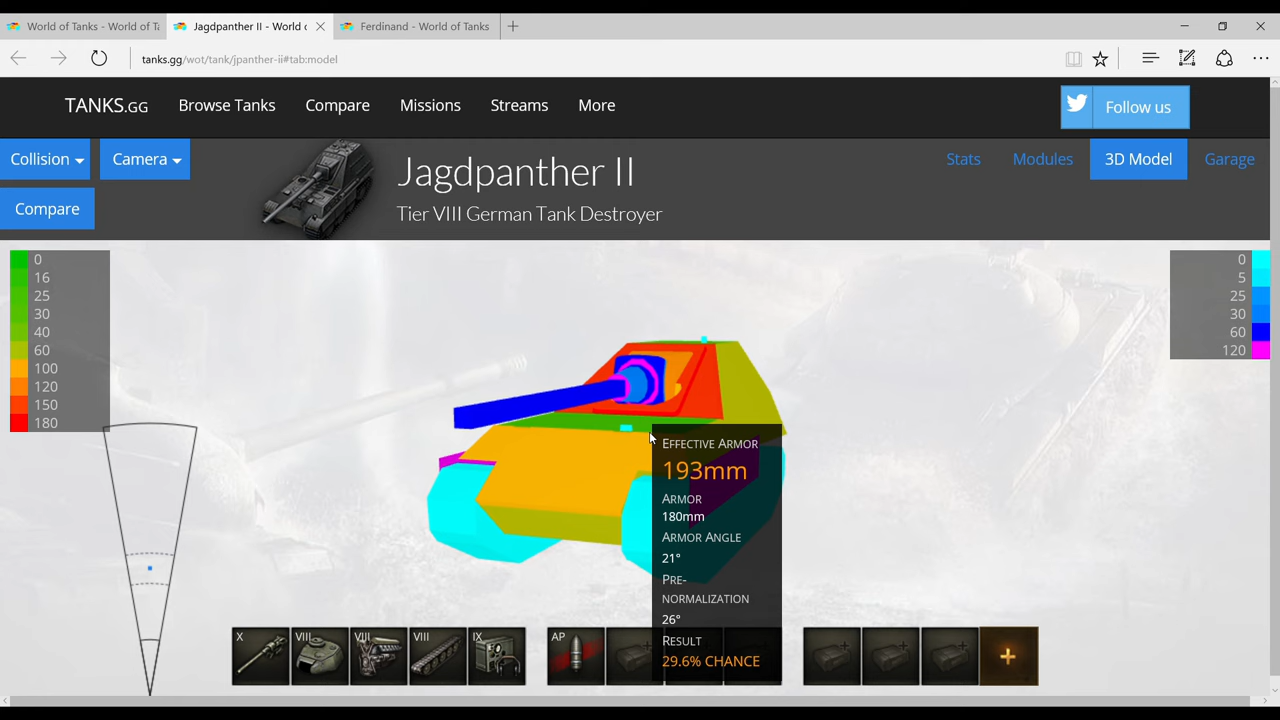 World of Tanks - World of Ta
Jagdpanther II - World o
Ferdinand - World of Tanks
tanks.gg/wot/tank/jpanther-ii#tab:model
TANKS.GG
Browse Tanks
Compare
Missions
Streams
More
Follow us
Collision
Camera
Compare
Jagdpanther II
Tier VIII German Tank Destroyer
Stats
Modules
3D Model
Garage
0
16
25
30
40
60
100
120
150
180
0
5
25
30
60
120
EFFECTIVE ARMOR
193mm
ARMOR
180mm
ARMOR ANGLE
21°
PRE-
NORMALIZATION
26°
RESULT
29.6% CHANCE
X
VIII
VIII
VIII
IX
AP